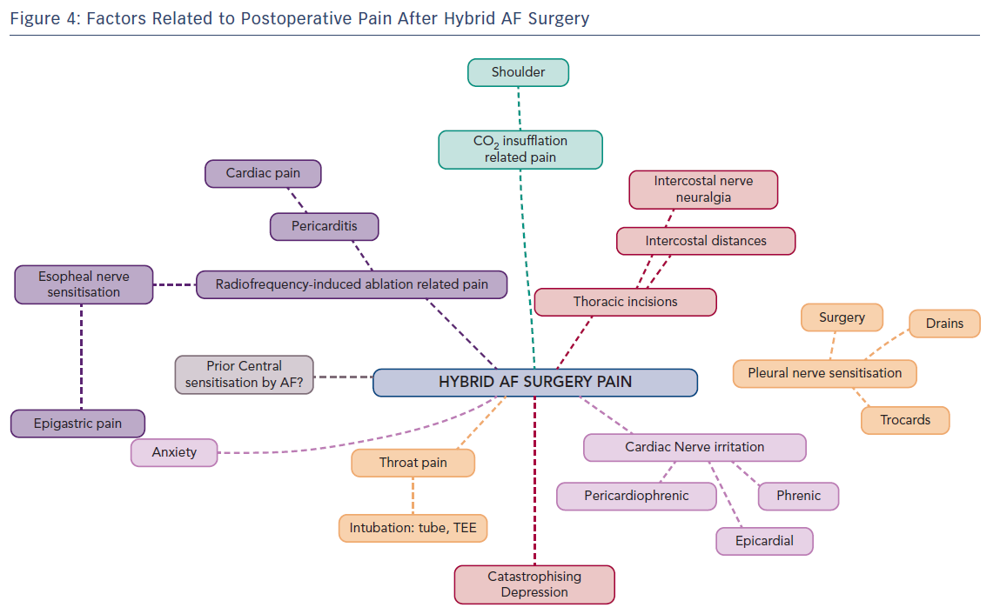 Figure 4: Factors Related to Postoperative Pain After Hybrid AF Surgery
Shoulder
CO2 insufflation
related pain
Cardiac pain
Intercostal nerve
neuralgia
Pericarditis
Intercostal distances
Esopheal nerve
sensitisation
Radiofrequency-induced ablation related pain
Thoracic incisions
Surgery
Drains
Prior Central
sensitisation by AF?
HYBRID AF SURGERY PAIN
Pleural nerve sensitisation
Epigastric pain
Trocards
Anxiety
Throat pain
Cardiac Nerve irritation
Pericardiophrenic
Phrenic
Intubation: tube, TEE
Epicardial
Catastrophising
Depression